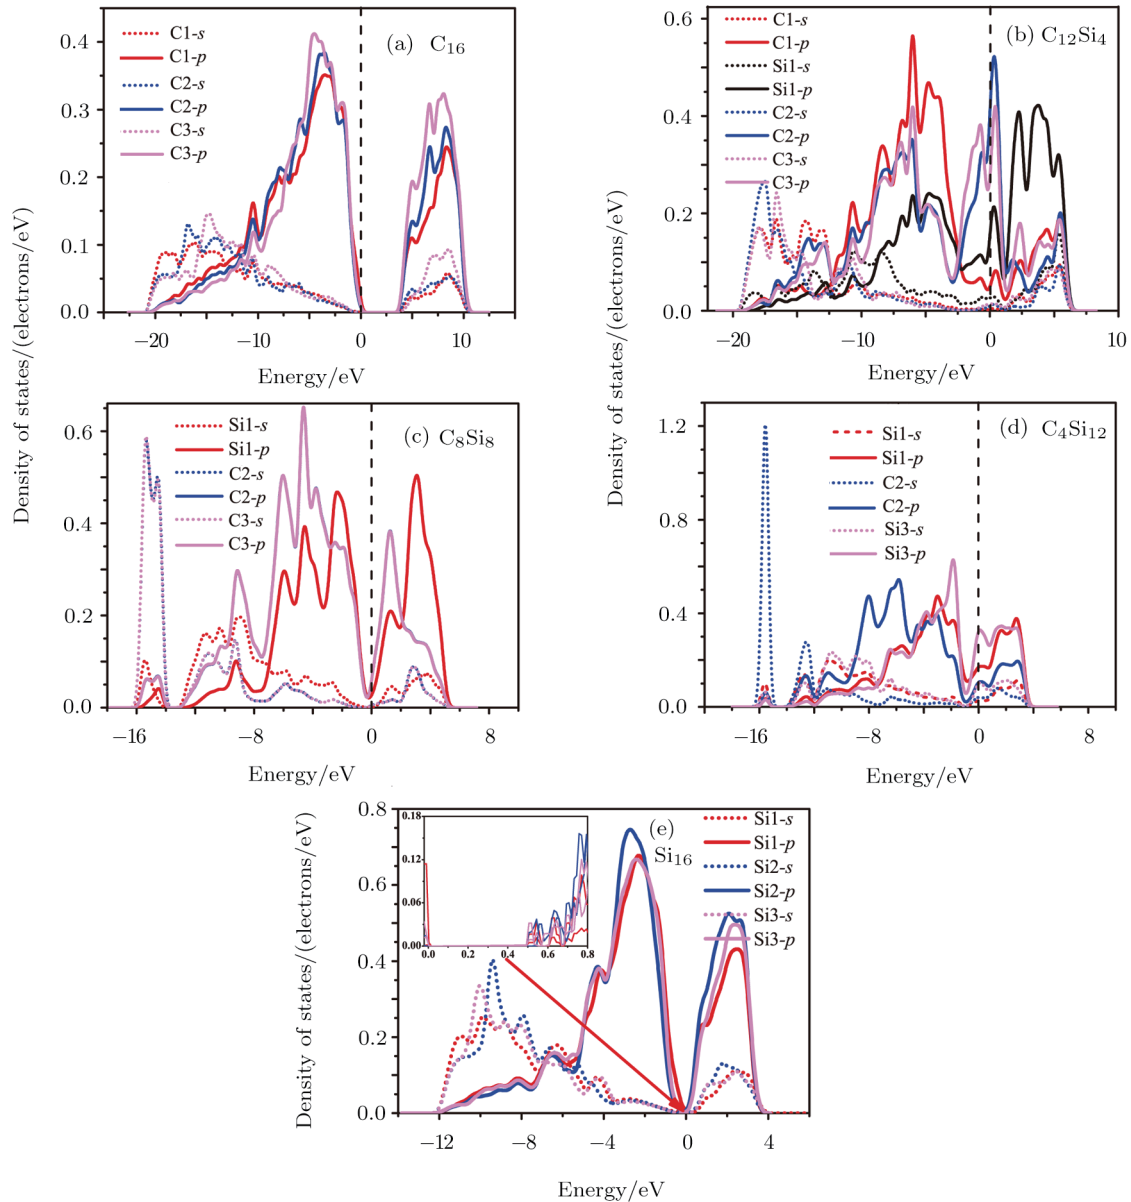 (a) C16
C1-s
C1-p
C2-s
C2-p
C3-s
C3-p
0.4
0.3
0.2
0.1
0.0
−20 −10 0 10
Energy/eV
(b) C12Si4
C1-s
C1-p
Si1-s
Si1-p
C2-s
C2-p
C3-s
C3-p
0.6
0.4
0.2
0.0
−20 −10 0 10
Energy/eV
Density of states/(electrons/eV)
Density of states/(electrons/eV)
(c) C8Si8
Si1-s
Si1-p
C2-s
C2-p
C3-s
C3-p
0.6
0.4
0.2
0.0
−16 −8 0 8
Energy/eV
(d) C4Si12
Si1-s
Si1-p
C2-s
C2-p
Si3-s
Si3-p
1.2
0.8
0.4
0.0
−16 −8 0 8
Energy/eV
(e)
Si16
Si1-s
Si1-p
Si2-s
Si2-p
Si3-s
Si3-p
0.18
0.12
0.06
0.00
0.0 0.2 0.4 0.6 0.8
0.8
0.6
0.4
0.2
0.0
−12 −8 −4 0 4
Density of states/(electrons/eV)
Energy/eV